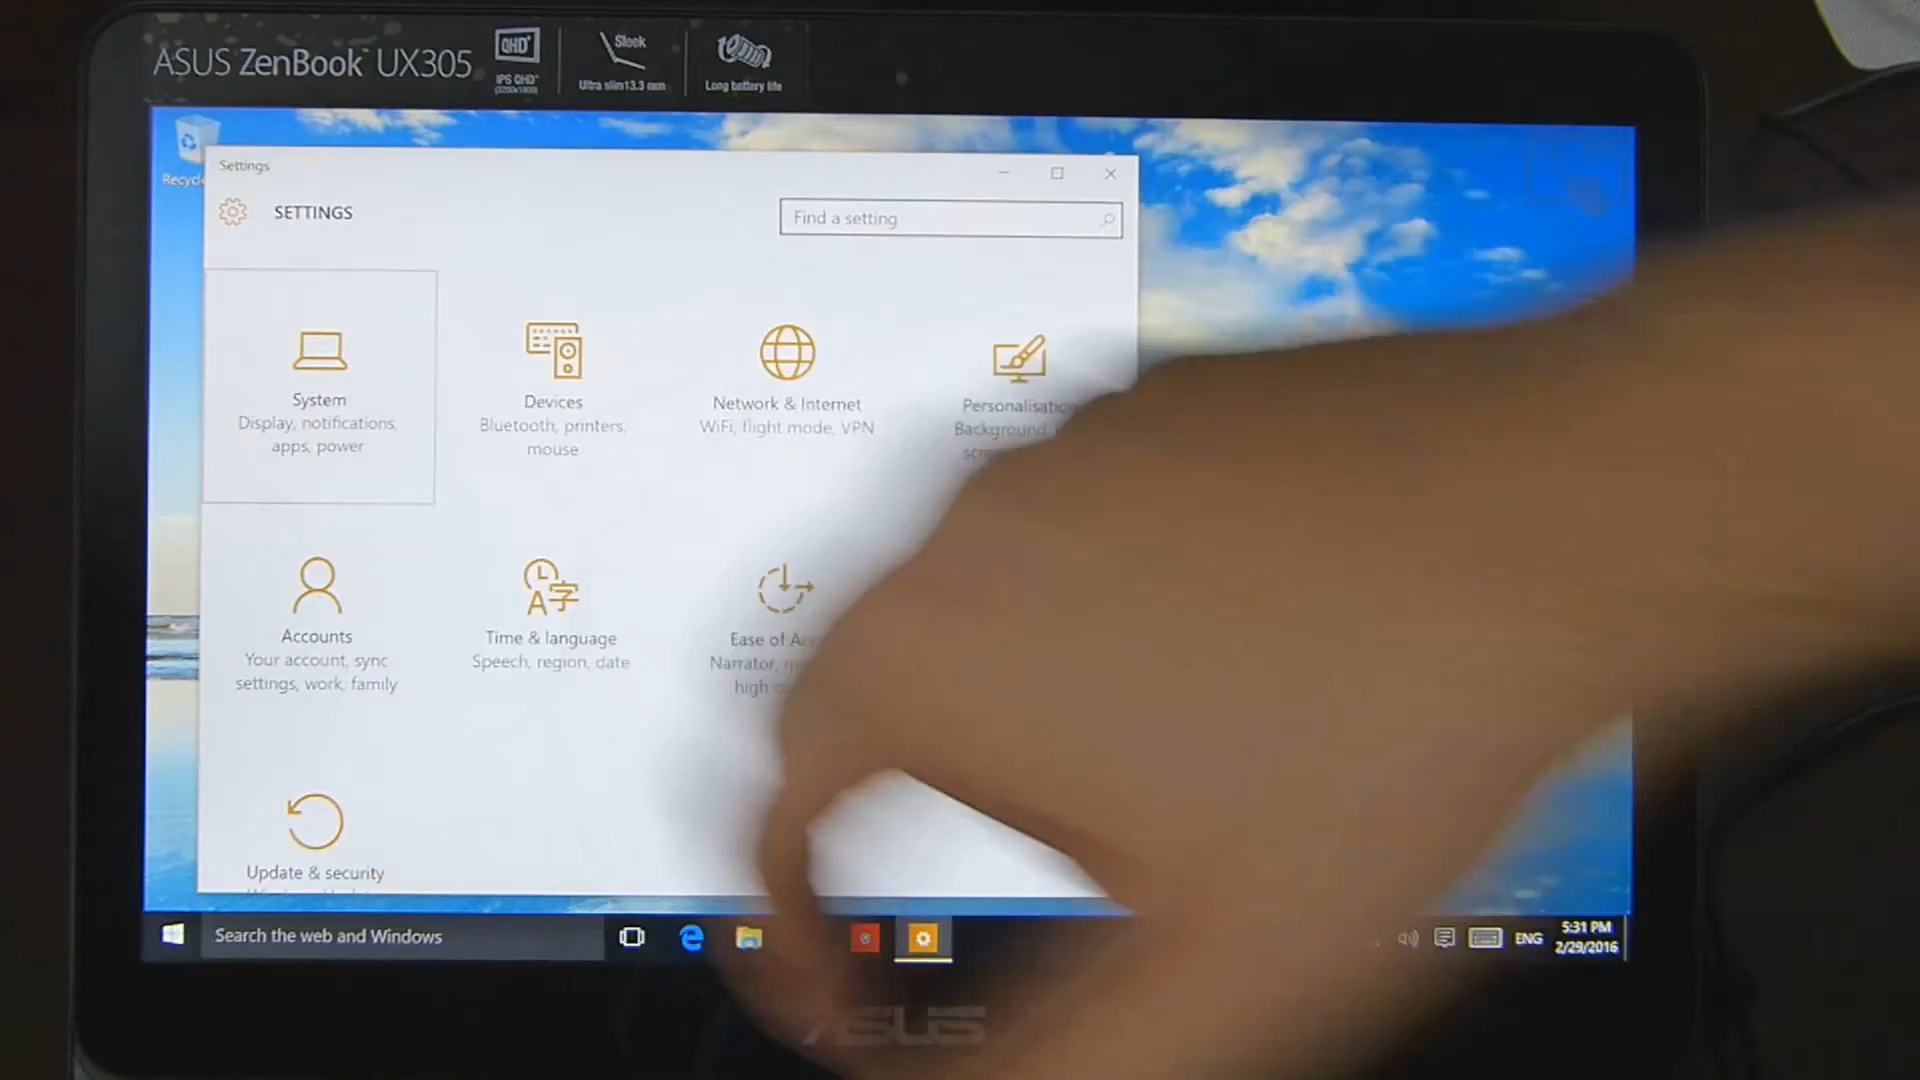 ASUS ZenBook UX305
QHD+
IPS QHD+
(3200x1800)
Sleek
Ultra slim 13.3 mm
Long battery life
Settings
SETTINGS
Find a setting
System
Display, notifications,
apps, power
Devices
Bluetooth, printers,
mouse
Network & Internet
WiFi, flight mode, VPN
Background,
Accounts
Your account, sync
settings, work, family
Time & language
Speech, region, date
Ease of
Narrator,
high
Update & security
Search the web and Windows
ENG
5:31 PM
2/29/2016
ASUS